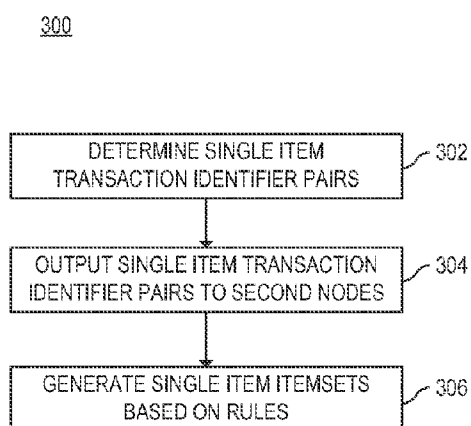 300
DETERMINE SINGLE ITEM
TRANSACTION IDENTIFIER PAIRS
302
OUTPUT SINGLE ITEM TRANSACTION
IDENTIFIER PAIRS TO SECOND NODES
304
GENERATE SINGLE ITEM ITEMSETS
BASED ON RULES
306